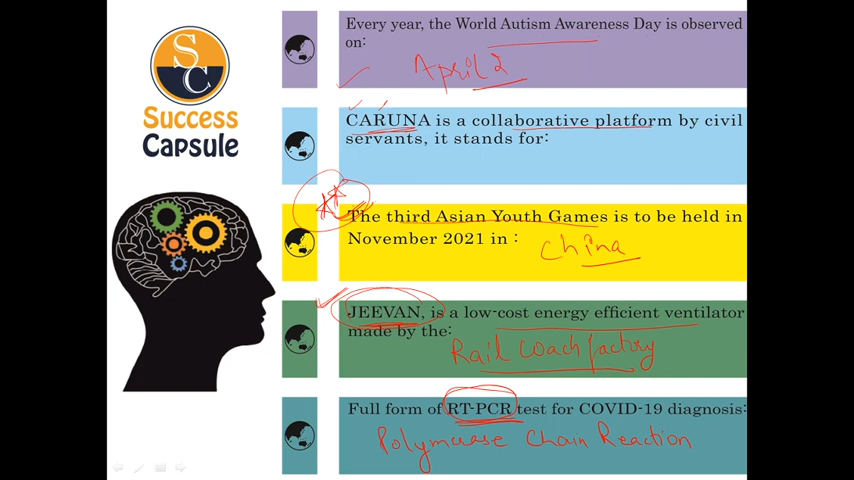 SC
Success
Capsule
Every year, the World Autism Awareness Day is observed
on:
April 2
CARUNA is a collaborative platform by civil
servants, it stands for:
The third Asian Youth Games is to be held in
November 2021 in :
China
JEEVAN, is a low-cost energy efficient ventilator
made by the:
Rail Coach factory
Full form of RT-PCR test for COVID-19 diagnosis:
Polymerase Chain Reaction